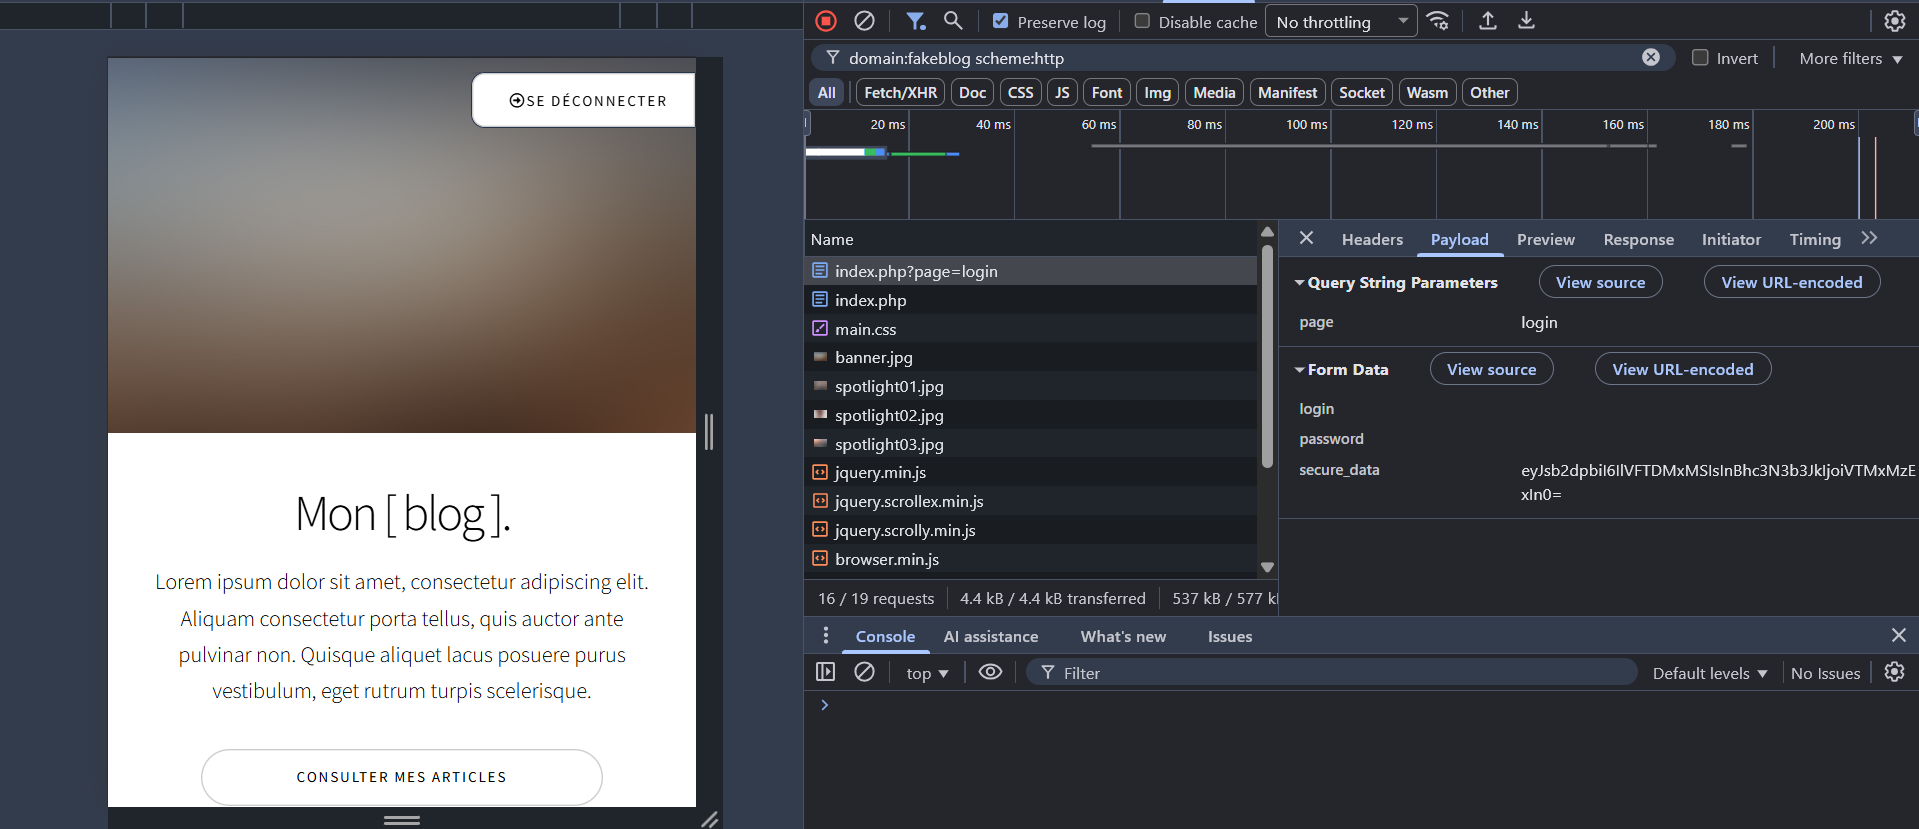 SE DÉCONNECTER
Mon [ blog ].
Lorem ipsum dolor sit amet, consectetur adipiscing elit.
Aliquam consectetur porta tellus, quis auctor ante
pulvinar non. Quisque aliquet lacus posuere purus
vestibulum, eget rutrum turpis scelerisque.
CONSULTER MES ARTICLES
Preserve log Disable cache No throttling
domain:fakeblog scheme:http Invert More filters
All Fetch/XHR Doc CSS JS Font Img Media Manifest Socket Wasm Other
20 ms 40 ms 60 ms 80 ms 100 ms 120 ms 140 ms 160 ms 180 ms 200 ms
Name
index.php?page=login
index.php
main.css
banner.jpg
spotlight01.jpg
spotlight02.jpg
spotlight03.jpg
jquery.min.js
jquery.scrollex.min.js
jquery.scrolly.min.js
browser.min.js
16 / 19 requests 4.4 kB / 4.4 kB transferred 537 kB / 577 k
Headers Payload Preview Response Initiator Timing
Query String Parameters View source View URL-encoded
page login
Form Data View source View URL-encoded
login
password
secure_data eyJsb2dpbiI6IlVFTDMxMSIsInBhc3N3b3JkIjoiVTMxMzE
xIn0=
Console AI assistance What's new Issues
top Filter Default levels No Issues